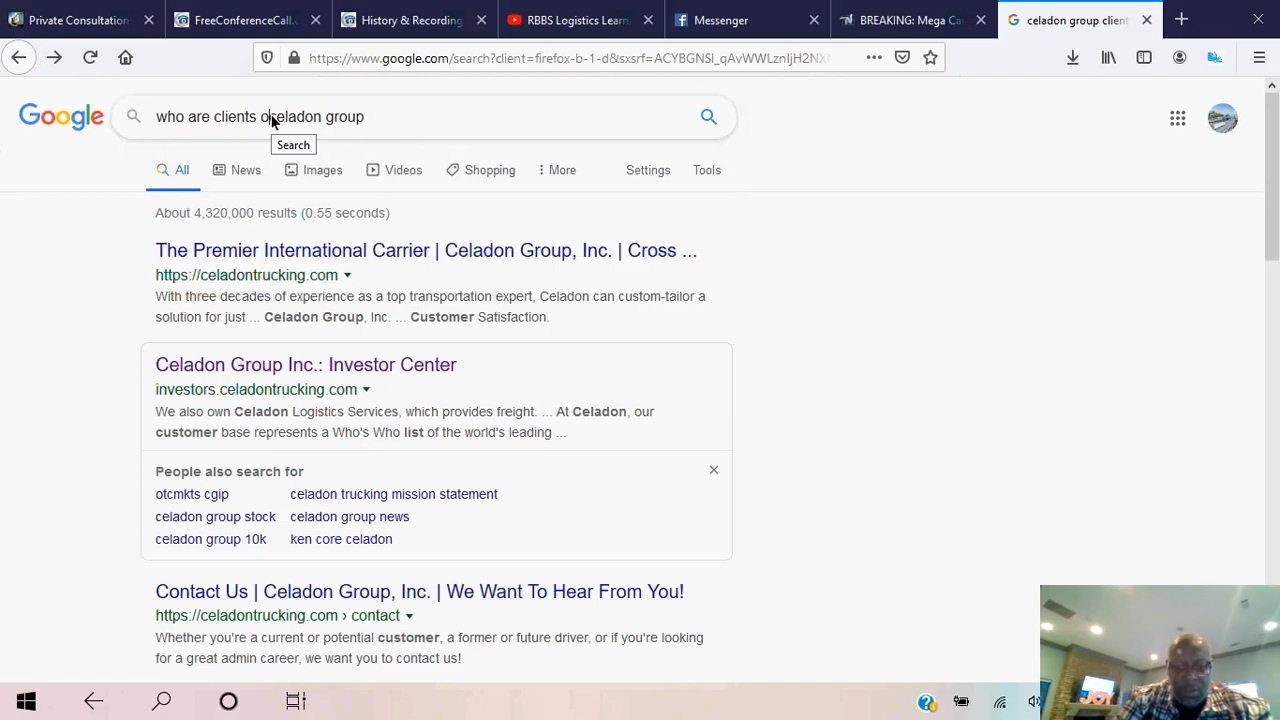 Private Consultation
FreeConferenceCall.c
History & Recording
RBBS Logistics Learn
Messenger
BREAKING: Mega Ca
celadon group client
https://www.google.com/search?client=firefox-b-1-d&sxsrf=ACYBGNSl_qAvWWLznIjH2NX
Google
who are clients o celadon group
Search
All
News
Images
Videos
Shopping
More
Settings
Tools
About 4,320,000 results (0.55 seconds)
The Premier International Carrier | Celadon Group, Inc. | Cross ...
https://celadontrucking.com
With three decades of experience as a top transportation expert, Celadon can custom-tailor a
solution for just ... Celadon Group, Inc. ... Customer Satisfaction.
Celadon Group Inc.: Investor Center
investors.celadontrucking.com
We also own Celadon Logistics Services, which provides freight. ... At Celadon, our
customer base represents a Who's Who list of the world's leading ...
People also search for
otcmkts cgip
celadon trucking mission statement
celadon group stock
celadon group news
celadon group 10k
ken core celadon
Contact Us | Celadon Group, Inc. | We Want To Hear From You!
https://celadontrucking.com › contact
Whether you're a current or potential customer, a former or future driver, or if you're looking
for a great admin career, we want you to contact us!
JOY